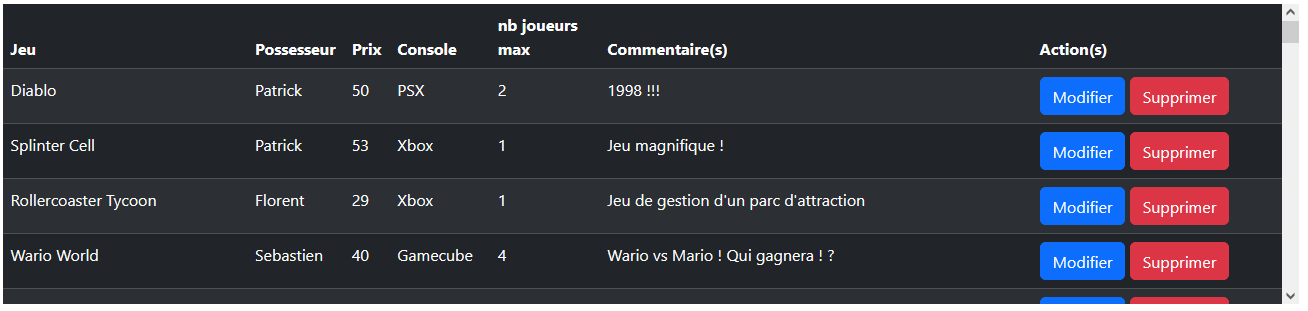 Jeu Possesseur Prix Console nb joueurs max Commentaire(s) Action(s)
Diablo Patrick 50 PSX 2 1998 !!! Modifier Supprimer
Splinter Cell Patrick 53 Xbox 1 Jeu magnifique ! Modifier Supprimer
Rollercoaster Tycoon Florent 29 Xbox 1 Jeu de gestion d'un parc d'attraction Modifier Supprimer
Wario World Sebastien 40 Gamecube 4 Wario vs Mario ! Qui gagnera ! ? Modifier Supprimer